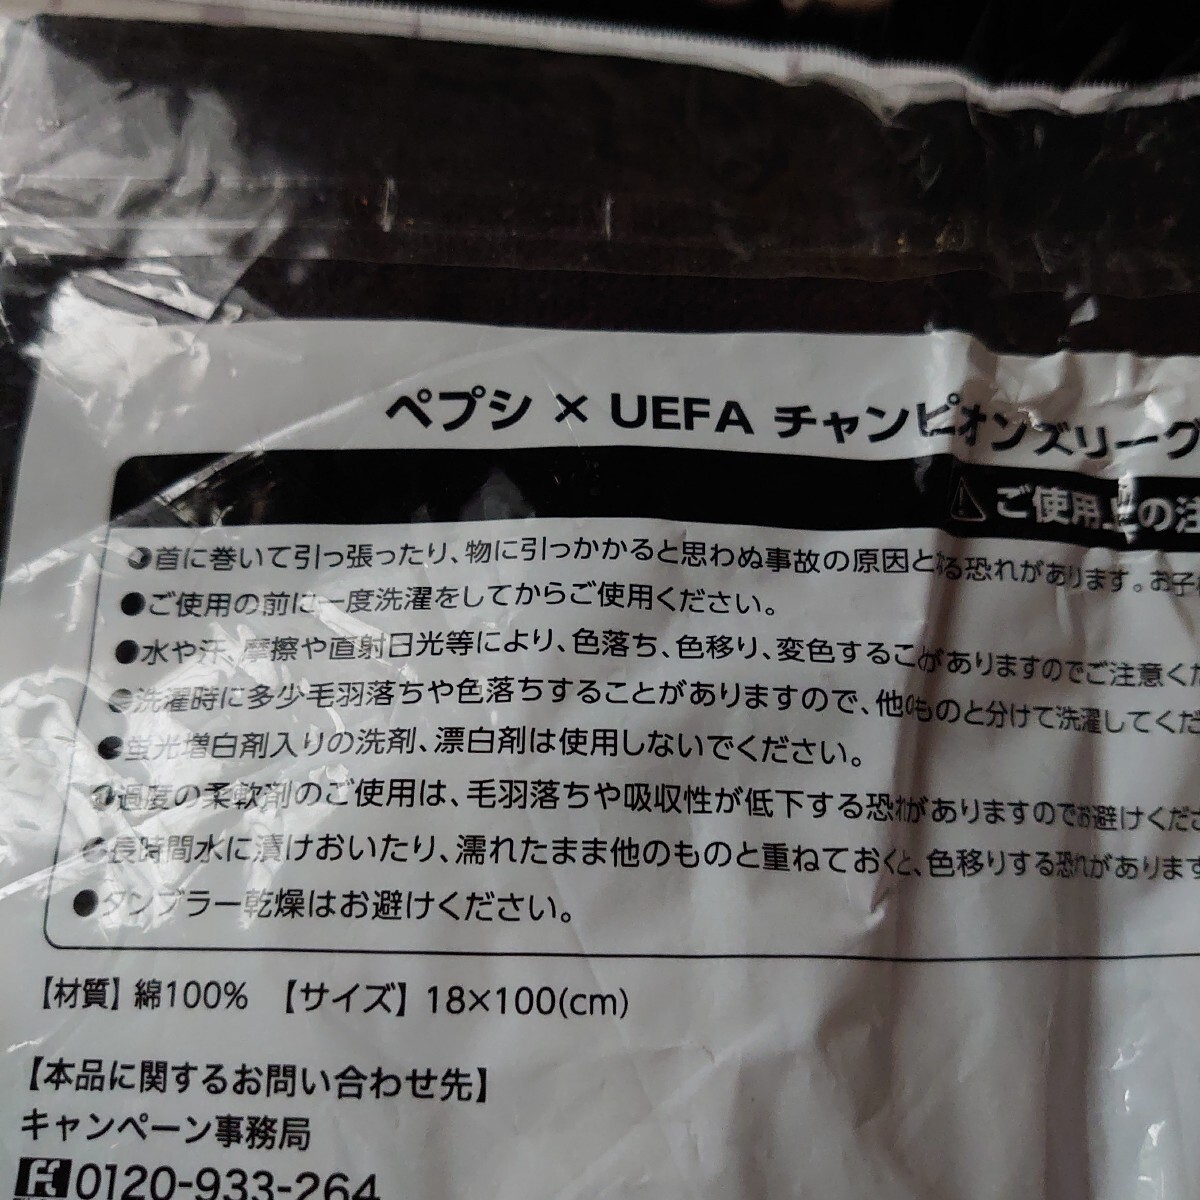 ペプシ × UEFA チャンピオンズリーグ
ご使用上の注
●首に巻いて引っ張ったり、物に引っかかると思わぬ事故の原因となる恐れがあります。お子
●ご使用の前に一度洗濯をしてからご使用ください。
●水や汗、摩擦や直射日光等により、色落ち、色移り、変色することがありますのでご注意くだ
●洗濯時に多少毛羽落ちや色落ちすることがありますので、他のものと分けて洗濯してくだ
●蛍光増白剤入りの洗剤、漂白剤は使用しないでください。
●過度の柔軟剤のご使用は、毛羽落ちや吸収性が低下する恐れがありますのでお避けくださ
●長時間水に漬けおいたり、濡れたまま他のものと重ねておくと、色移りする恐れがあります
●タンブラー乾燥はお避けください。
【材質】綿100% 【サイズ】18×100(cm)
【本品に関するお問い合わせ先】
キャンペーン事務局
0120-933-264